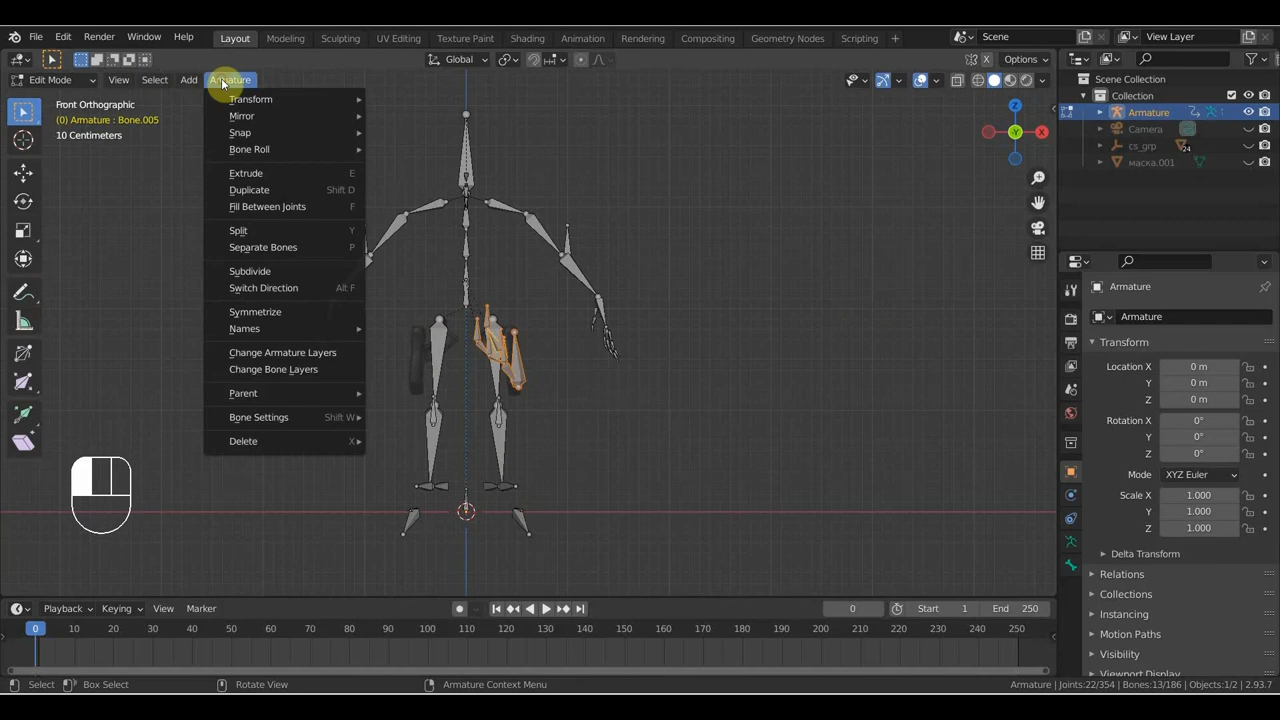 File Edit Render Window Help Layout Modeling Sculpting UV Editing Texture Paint Shading Animation Rendering Compositing Geometry Nodes Scripting Scene View Layer
Global X Options
Edit Mode View Select Add Armature
Front Orthographic
(0) Armature : Bone.005
10 Centimeters
Transform
Mirror
Snap
Bone Roll
Extrude E
Duplicate Shift D
Fill Between Joints F
Split Y
Separate Bones P
Subdivide
Switch Direction Alt F
Symmetrize
Names
Change Armature Layers
Change Bone Layers
Parent
Bone Settings Shift W
Delete X
Z
Y
X
Scene Collection
Collection
Armature
Camera
cs_grp 24
маска.001
Armature
Armature
Transform
Location X 0 m
Y 0 m
Z 0 m
Rotation X 0°
Y 0°
Z 0°
Mode XYZ Euler
Scale X 1.000
Y 1.000
Z 1.000
Delta Transform
Relations
Collections
Instancing
Motion Paths
Visibility
Viewport Display
Playback Keying View Marker 0 Start 1 End 250
0 10 20 30 40 50 60 70 80 90 100 110 120 130 140 150 160 170 180 190 200 210 220 230 240 250
Select Box Select Rotate View Armature Context Menu Armature | Joints:22/354 | Bones:13/186 | Objects:1/2 | 2.93.7